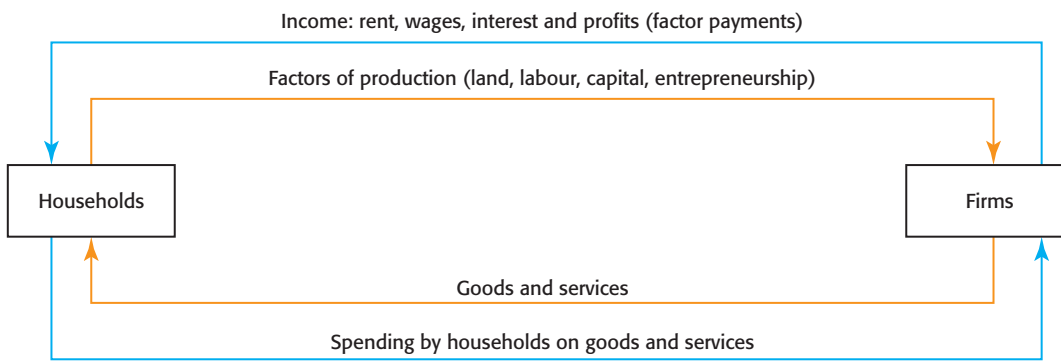 Income: rent, wages, interest and profits (factor payments)
Factors of production (land, labour, capital, entrepreneurship)
Households
Firms
Goods and services
Spending by households on goods and services